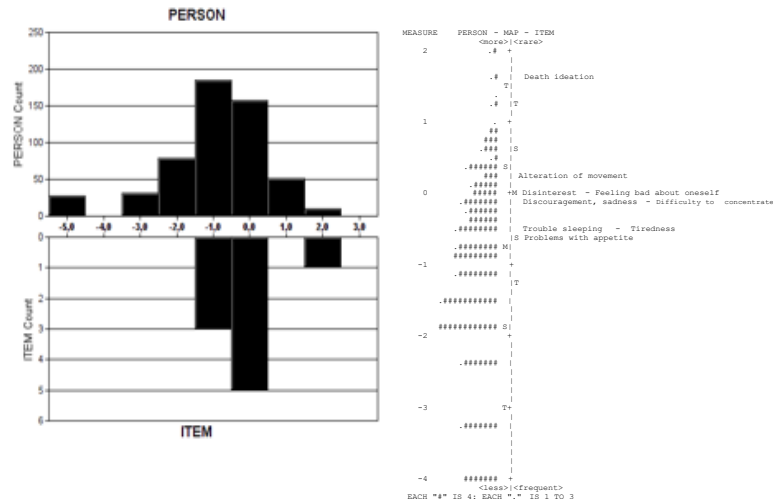 PERSON
250
200
150
100
50
0
PERSON Count
-5,0 -4,0 -3,0 -2,0 -1,0 0,0 1,0 2,0 3,0
0
1
2
3
4
5
6
ITEM Count
ITEM
MEASURE PERSON - MAP - ITEM
<more>|<rare>
2 .# +
|
|
|
.# | Death ideation
T|
. |
.# |T
|
1 . +
## |
### |
.### |S
.# |
.###### S|
### | Alteration of movement
.##### |
0 ##### +M Disinterest - Feeling bad about oneself
.####### | Discouragement, sadness - Difficulty to concentrate
.###### |
###### |
.####### | Trouble sleeping - Tiredness
|S Problems with appetite
.######## M|
######### |
-1 +
.######## |
|T
|
.########### |
|
############ S|
-2 +
|
.####### |
|
|
-3 T+
|
.####### |
|
|
-4 ####### +
<less>|<frequent>
EACH "#" IS 4: EACH "." IS 1 TO 3